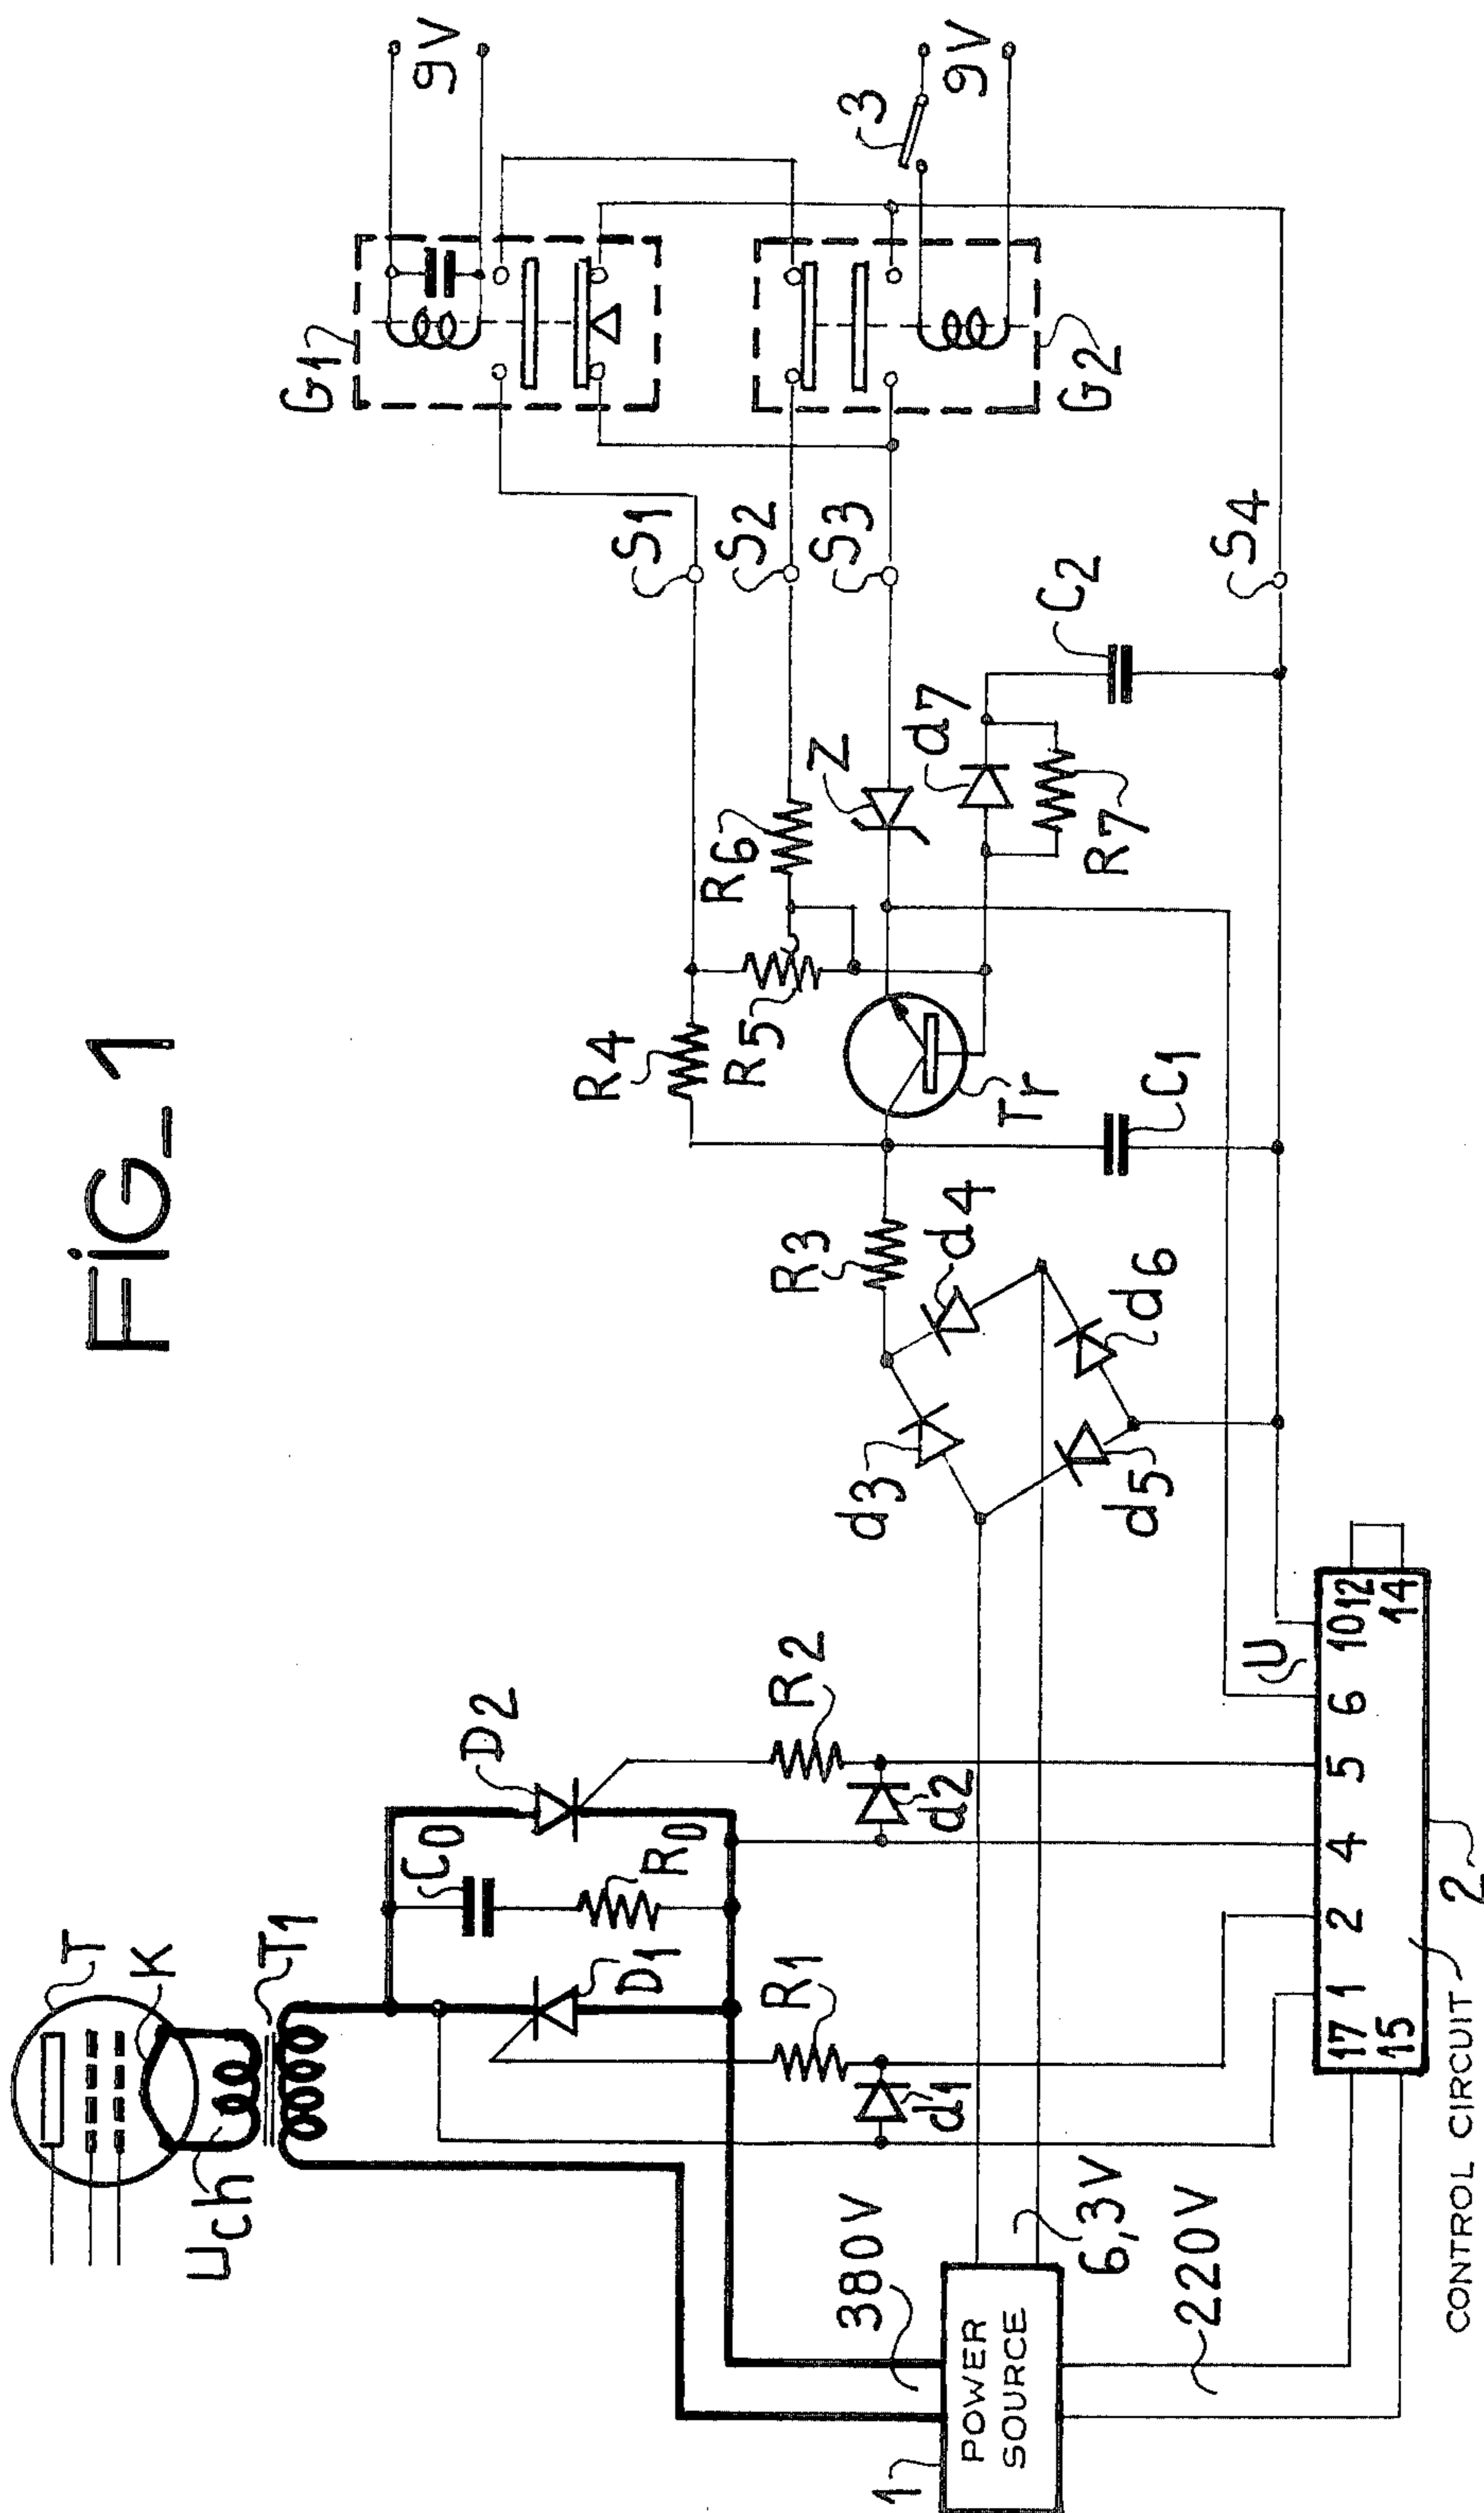 FiG_1
T
K
Uch
T1
C0
D2
R0
D1
R1
d1
R2
d2
380V
1
POWER
SOURCE
6,3V
220V
17
15
1
2
4
5
6
10
12
14
U
2
CONTROL CIRCUIT
d3
d4
d5
d6
R3
R4
R5
R6
Tr
C1
Z
d7
R7
C2
S1
S2
S3
S4
G1
G2
9V
3
9V